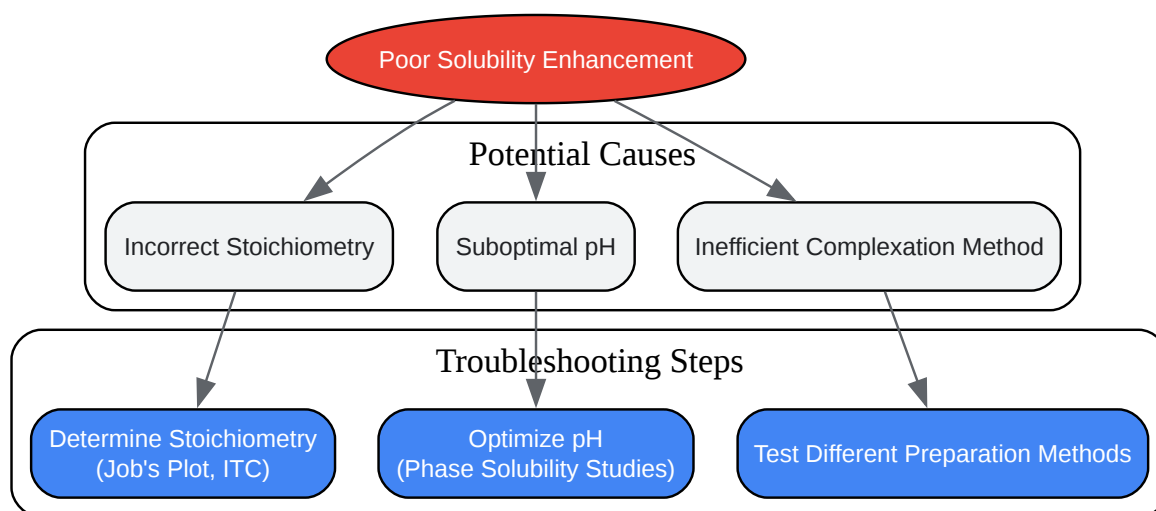 Poor Solubility Enhancement
Potential Causes
Incorrect Stoichiometry
Suboptimal pH
Inefficient Complexation Method
Troubleshooting Steps
Determine Stoichiometry
(Job's Plot, ITC)
Optimize pH
(Phase Solubility Studies)
Test Different Preparation Methods